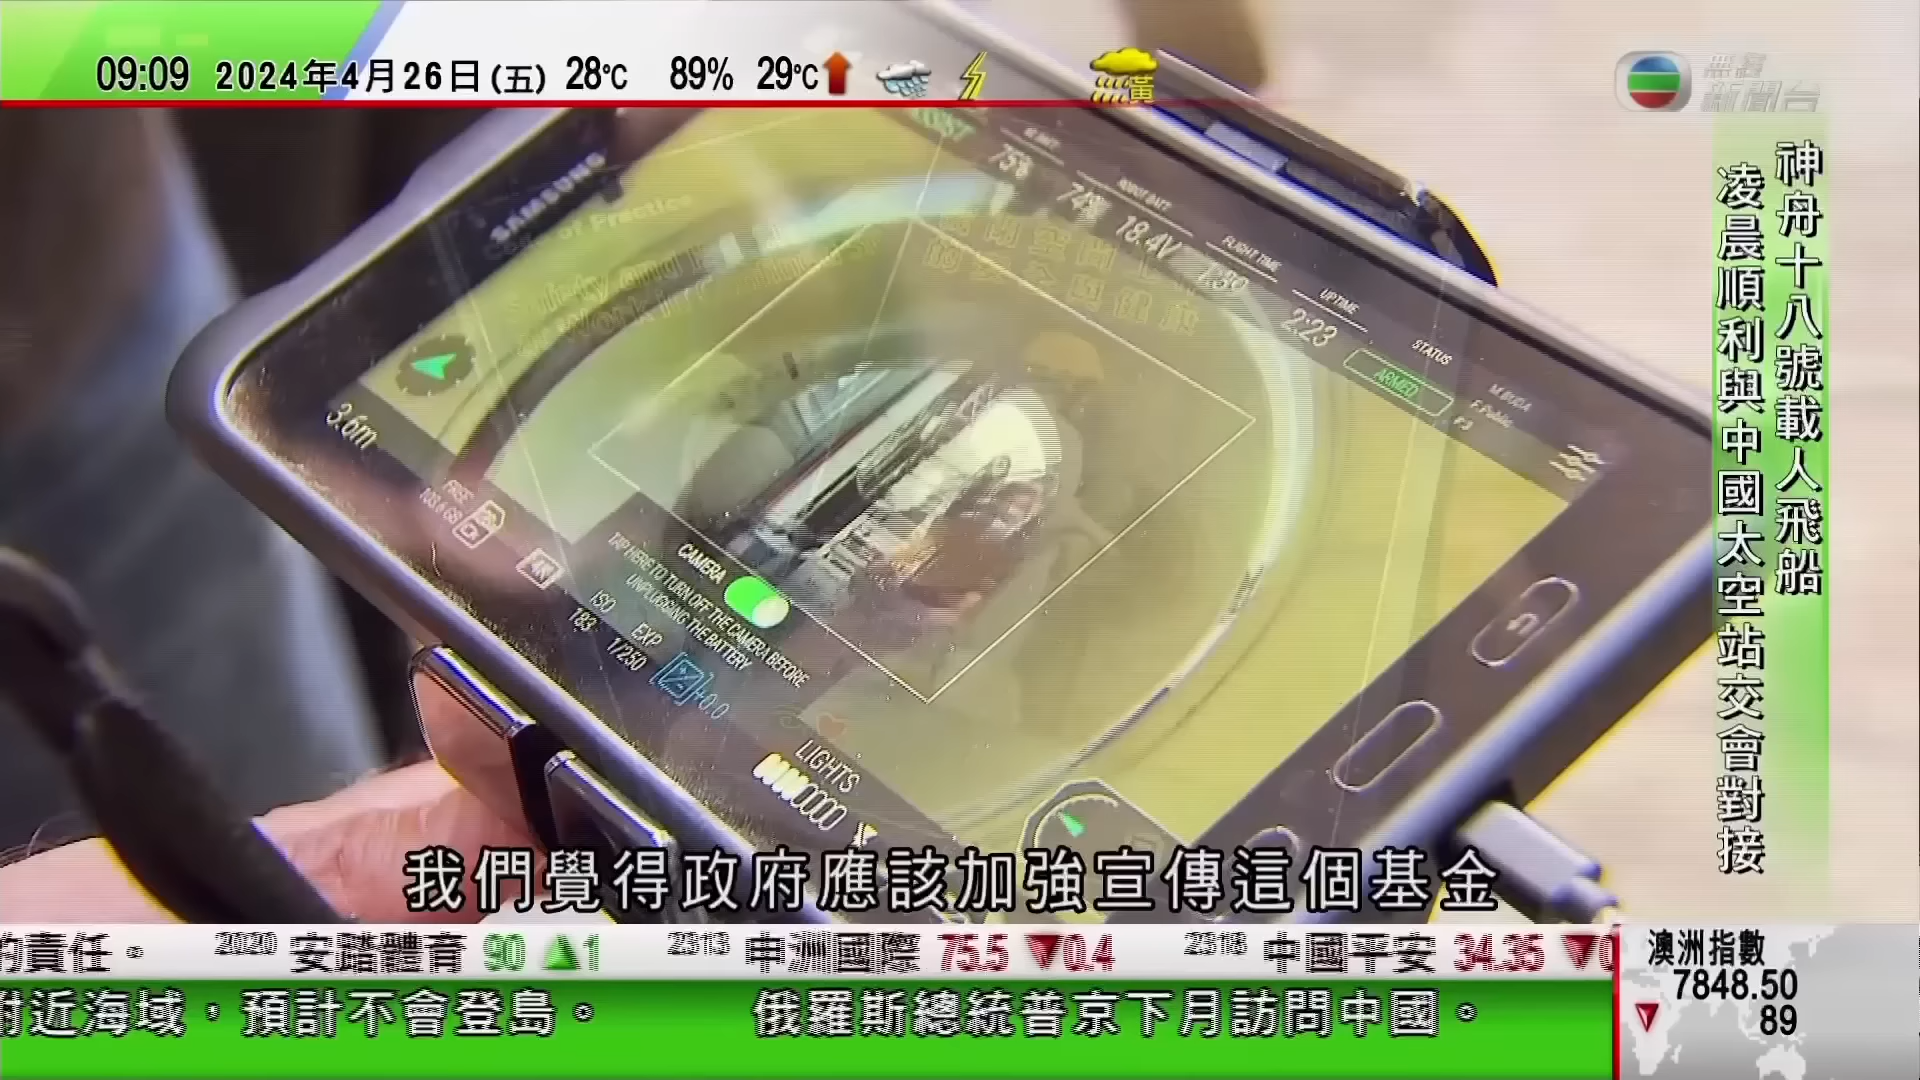 09:09 2024年4月26日(五) 28°C 89% 29°C
黃
無綫
新聞台
神舟十八號載人飛船
凌晨順利與中國太空站交會對接
SAMSUNG
75%
74% 18.4V
FLIGHT TIME
1:30
UPTIME
2:23
STATUS
ARMED
3.6m
FREE
4K
ISO
183
EXP
1/250
CAMERA
TAP HERE TO TURN OFF THE CAMERA BEFORE
UNPLUGGING THE BATTERY
LIGHTS
我們覺得政府應該加強宣傳這個基金
的責任。 2020 安踏體育 90 ▲1 2313 申洲國際 75.5 ▼0.4 2318 中國平安 34.35 ▼0
附近海域，預計不會登島。 俄羅斯總統普京下月訪問中國。
澳洲指數
7848.50
▼ 89